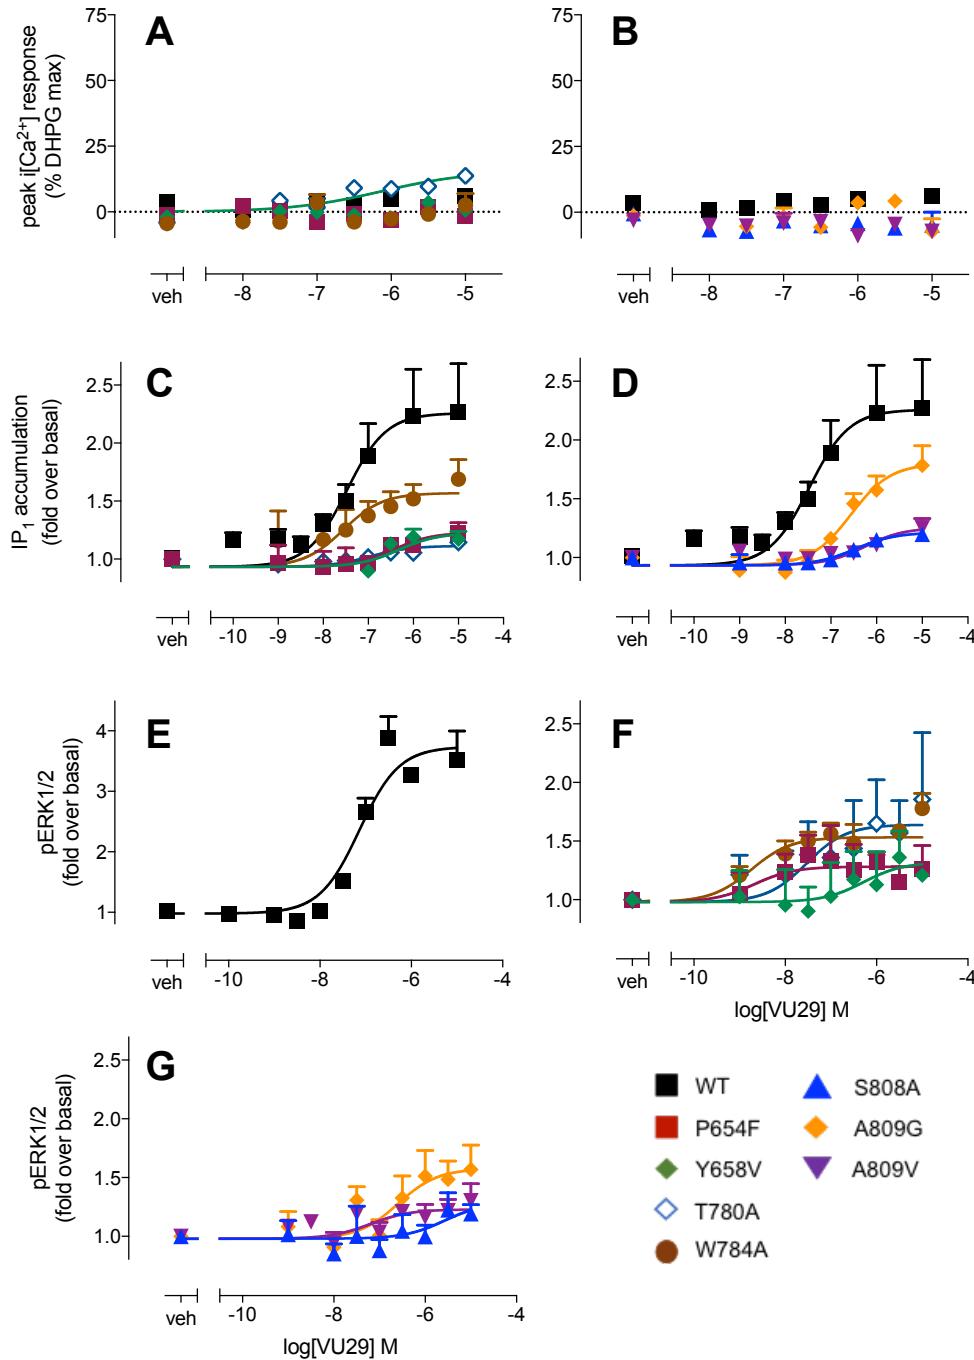 A
B
peak i[Ca2+] response
(% DHPG max)
75
50
25
0
veh
-8
-7
-6
-5
75
50
25
0
veh
-8
-7
-6
-5
C
D
IP1 accumulation
(fold over basal)
2.5
2.0
1.5
1.0
veh
-10
-9
-8
-7
-6
-5
-4
2.5
2.0
1.5
1.0
veh
-10
-9
-8
-7
-6
-5
-4
E
F
pERK1/2
(fold over basal)
4
3
2
1
veh
-10
-8
-6
-4
2.5
2.0
1.5
1.0
veh
-10
-8
-6
-4
log[VU29] M
G
pERK1/2
(fold over basal)
2.5
2.0
1.5
1.0
veh
-10
-8
-6
-4
log[VU29] M
WT
P654F
Y658V
T780A
W784A
S808A
A809G
A809V